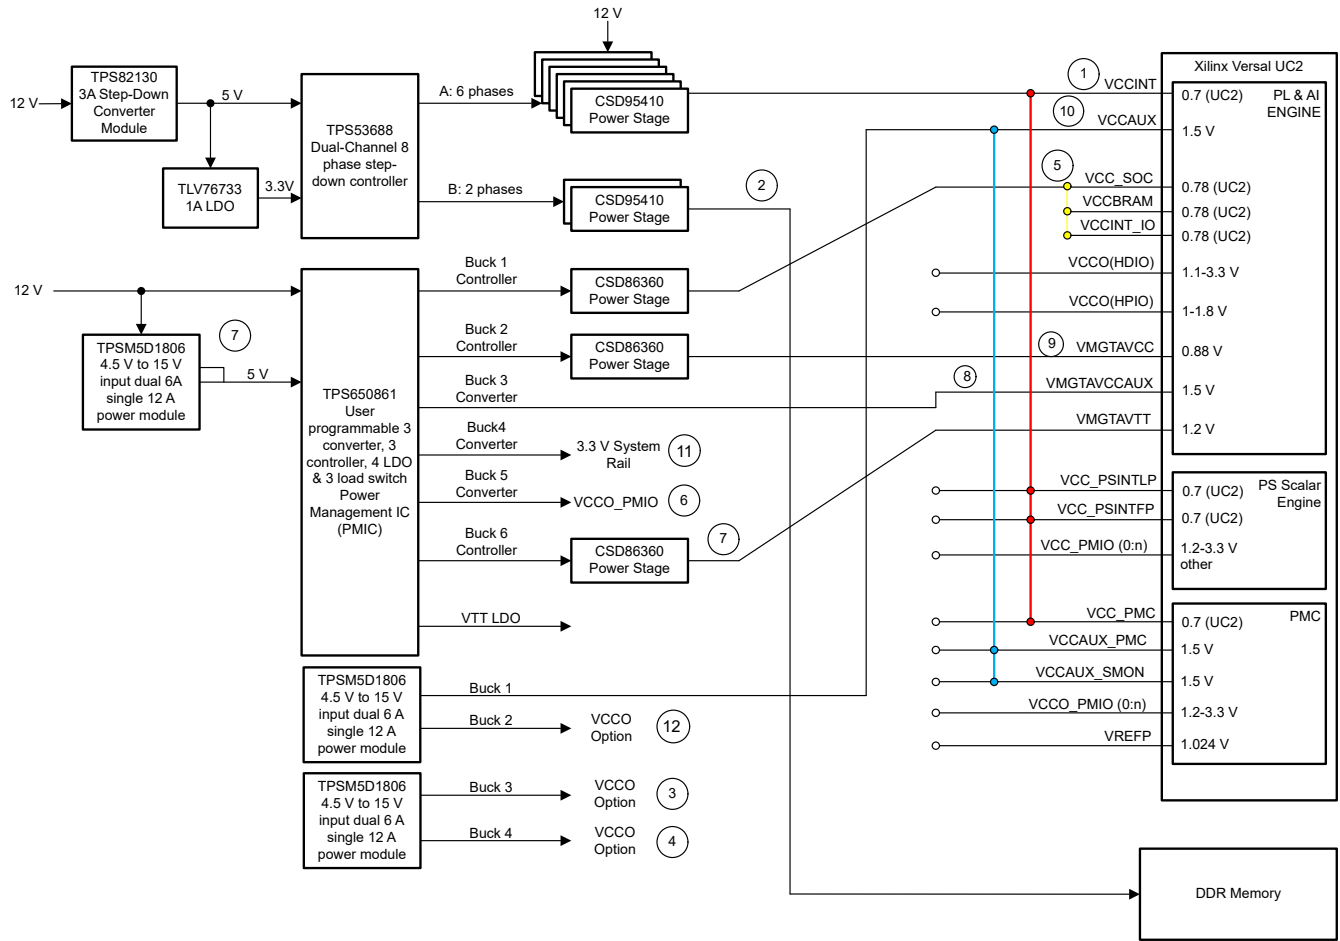 12 V
TPS82130
3A Step-Down
Converter
Module
12 V
5 V
TLV76733
1A LDO
3.3V
TPS53688
Dual-Channel 8
phase step-
down controller
A: 6 phases
B: 2 phases
CSD95410
Power Stage
CSD95410
Power Stage
2
12 V
TPSM5D1806
4.5 V to 15 V
input dual 6A
single 12 A
power module
7
5 V
TPS650861
User
programmable 3
converter, 3
controller, 4 LDO
& 3 load switch
Power
Management IC
(PMIC)
Buck 1
Controller
CSD86360
Power Stage
Buck 2
Controller
CSD86360
Power Stage
Buck 3
Converter
Buck4
Converter
3.3 V System
Rail
11
Buck 5
Converter
VCCO_PMIO
6
Buck 6
Controller
CSD86360
Power Stage
7
VTT LDO
TPSM5D1806
4.5 V to 15 V
input dual 6 A
single 12 A
power module
Buck 1
Buck 2
VCCO
Option
12
TPSM5D1806
4.5 V to 15 V
input dual 6 A
single 12 A
power module
Buck 3
VCCO
Option
3
Buck 4
VCCO
Option
4
Xilinx Versal UC2
PL & AI
ENGINE
1
VCCINT
0.7 (UC2)
10
VCCAUX
1.5 V
5
VCC_SOC
0.78 (UC2)
VCCBRAM
0.78 (UC2)
VCCINT_IO
0.78 (UC2)
VCCO(HDIO)
1.1-3.3 V
VCCO(HPIO)
1-1.8 V
9
VMGTAVCC
0.88 V
8
VMGTAVCCAUX
1.5 V
VMGTAVTT
1.2 V
PS Scalar
Engine
VCC_PSINTLP
0.7 (UC2)
VCC_PSINTFP
0.7 (UC2)
VCC_PMIO (0:n)
1.2-3.3 V
other
PMC
VCC_PMC
0.7 (UC2)
VCCAUX_PMC
1.5 V
VCCAUX_SMON
1.5 V
VCCO_PMIO (0:n)
1.2-3.3 V
VREFP
1.024 V
DDR Memory